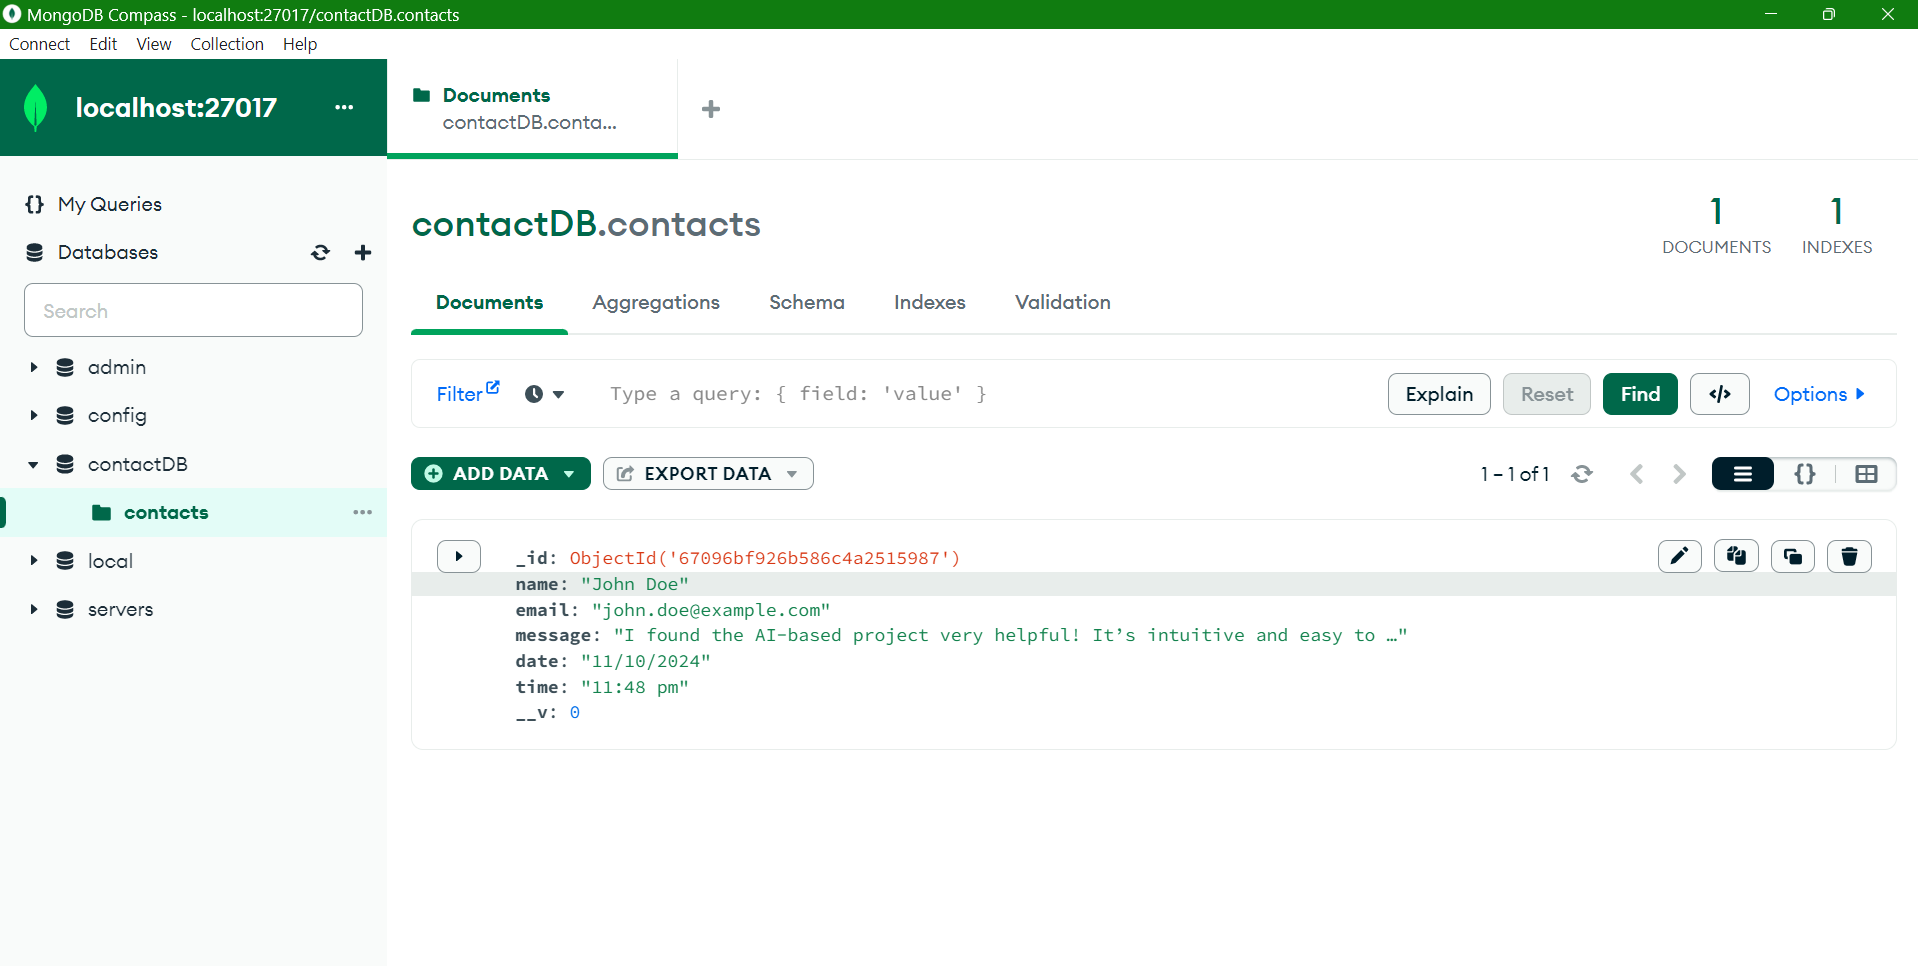 MongoDB Compass - localhost:27017/contactDB.contacts
Connect Edit View Collection Help
localhost:27017 ...
Documents
contactDB.conta...
My Queries
Databases
Search
admin
config
contactDB
contacts
local
servers
contactDB.contacts
1 DOCUMENTS
1 INDEXES
Documents Aggregations Schema Indexes Validation
Filter Type a query: { field: 'value' } Explain Reset Find </> Options
ADD DATA EXPORT DATA 1 – 1 of 1 {}
_id: ObjectId('67096bf926b586c4a2515987')
name: "John Doe"
email: "john.doe@example.com"
message: "I found the AI-based project very helpful! It’s intuitive and easy to …"
date: "11/10/2024"
time: "11:48 pm"
__v: 0